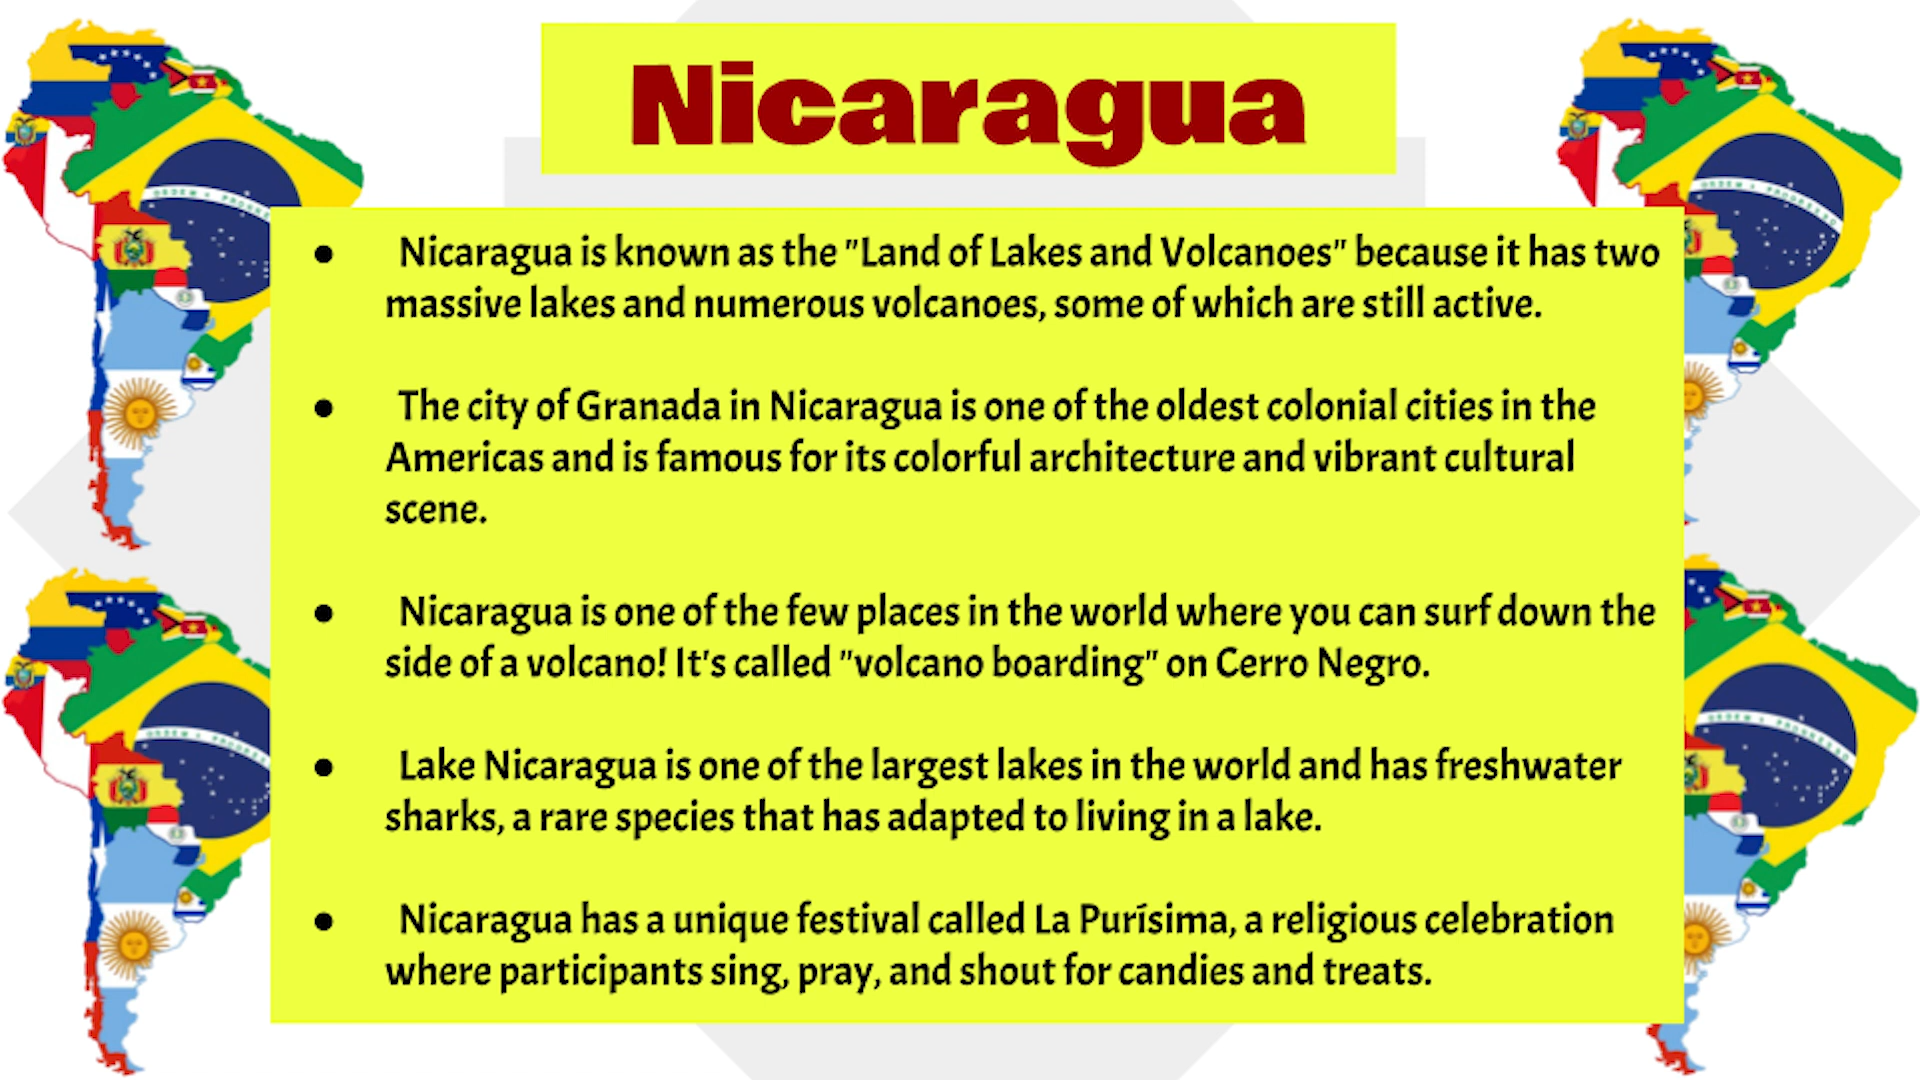 Nicaragua
● Nicaragua is known as the "Land of Lakes and Volcanoes" because it has two
massive lakes and numerous volcanoes, some of which are still active.
● The city of Granada in Nicaragua is one of the oldest colonial cities in the
Americas and is famous for its colorful architecture and vibrant cultural
scene.
● Nicaragua is one of the few places in the world where you can surf down the
side of a volcano! It's called "volcano boarding" on Cerro Negro.
● Lake Nicaragua is one of the largest lakes in the world and has freshwater
sharks, a rare species that has adapted to living in a lake.
● Nicaragua has a unique festival called La Purísima, a religious celebration
where participants sing, pray, and shout for candies and treats.